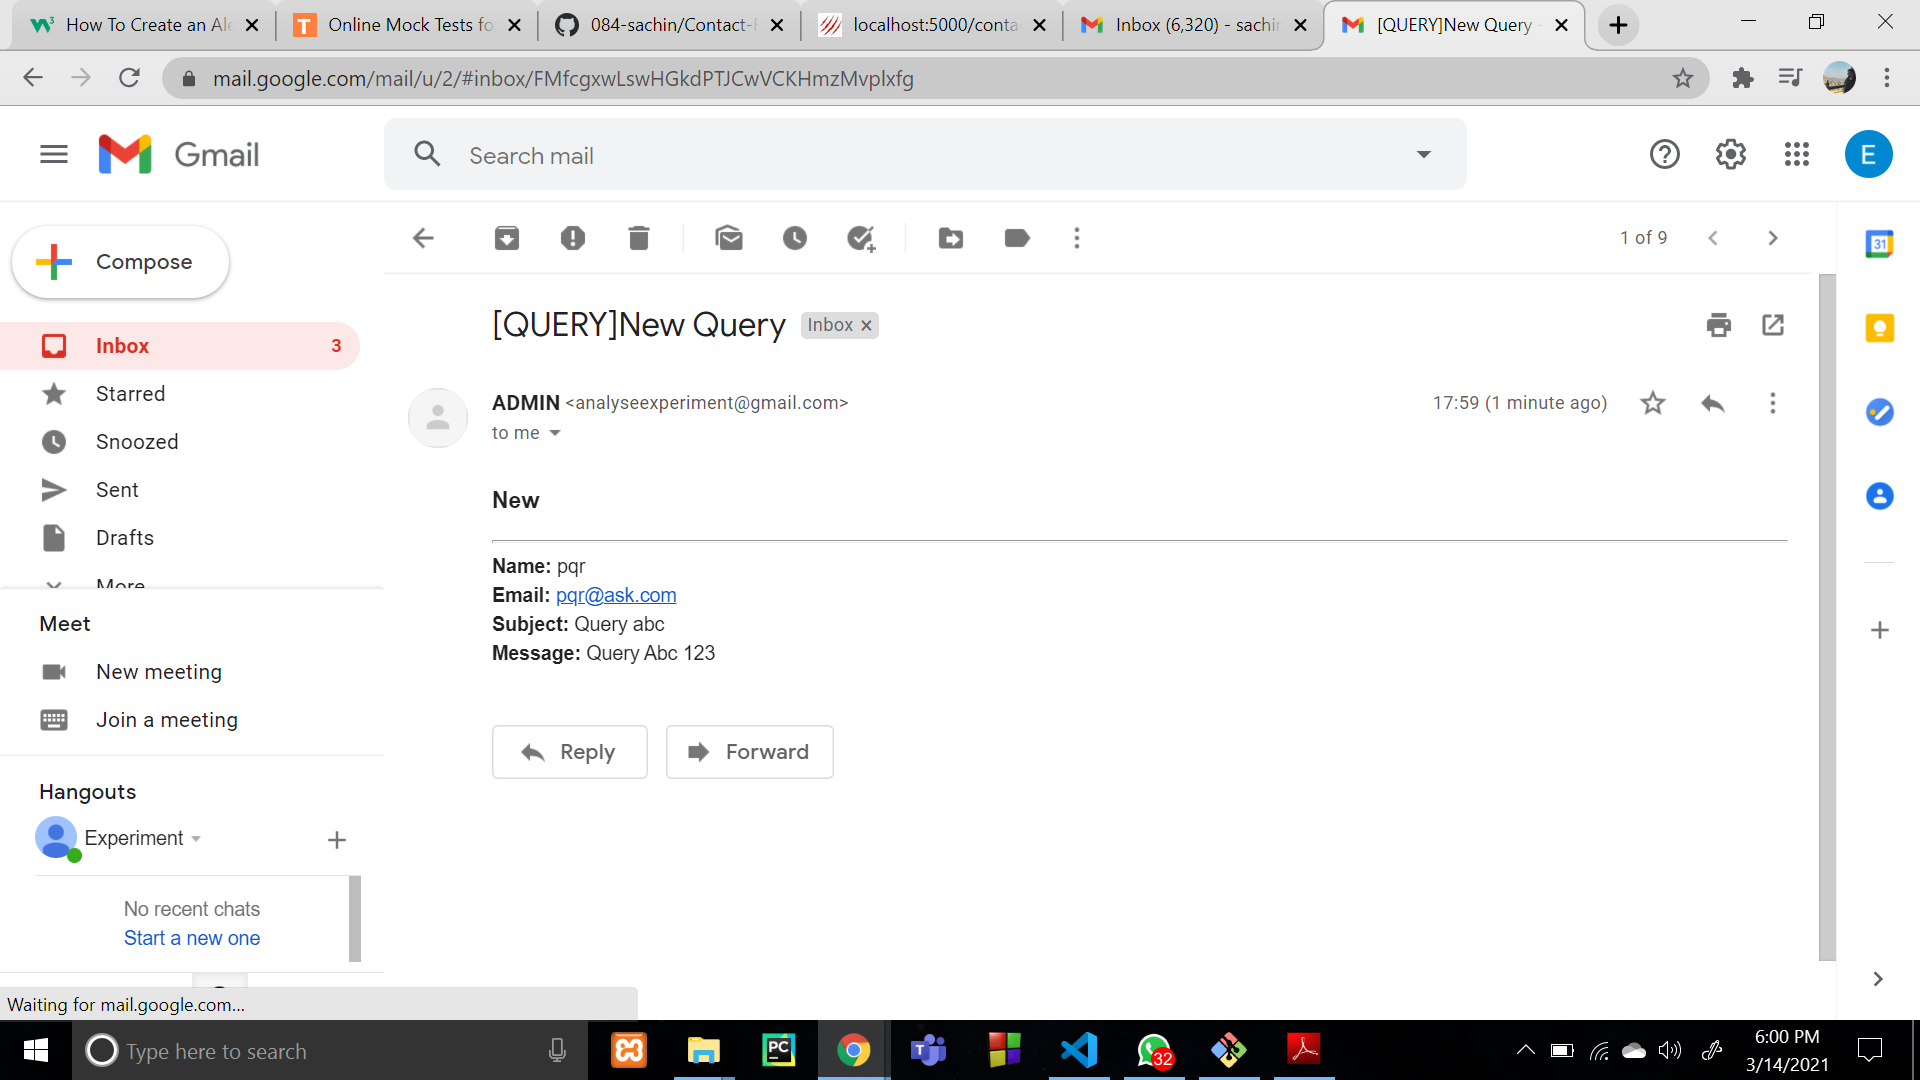 How To Create an Ale
Online Mock Tests fo
084-sachin/Contact-F
localhost:5000/conta
Inbox (6,320) - sachin
[QUERY]New Query -
mail.google.com/mail/u/2/#inbox/FMfcgxwLswHGkdPTJCwVCKHmzMvplxfg
Gmail
Search mail
E
Compose
1 of 9
31
Inbox 3
Starred
Snoozed
Sent
Drafts
More
Meet
New meeting
Join a meeting
Hangouts
Experiment
No recent chats
Start a new one
[QUERY]New Query Inbox
ADMIN <analyseexperiment@gmail.com> 17:59 (1 minute ago)
to me
New
Name: pqr
Email: pqr@ask.com
Subject: Query abc
Message: Query Abc 123
Reply Forward
Waiting for mail.google.com...
Type here to search
PC
32
6:00 PM
3/14/2021